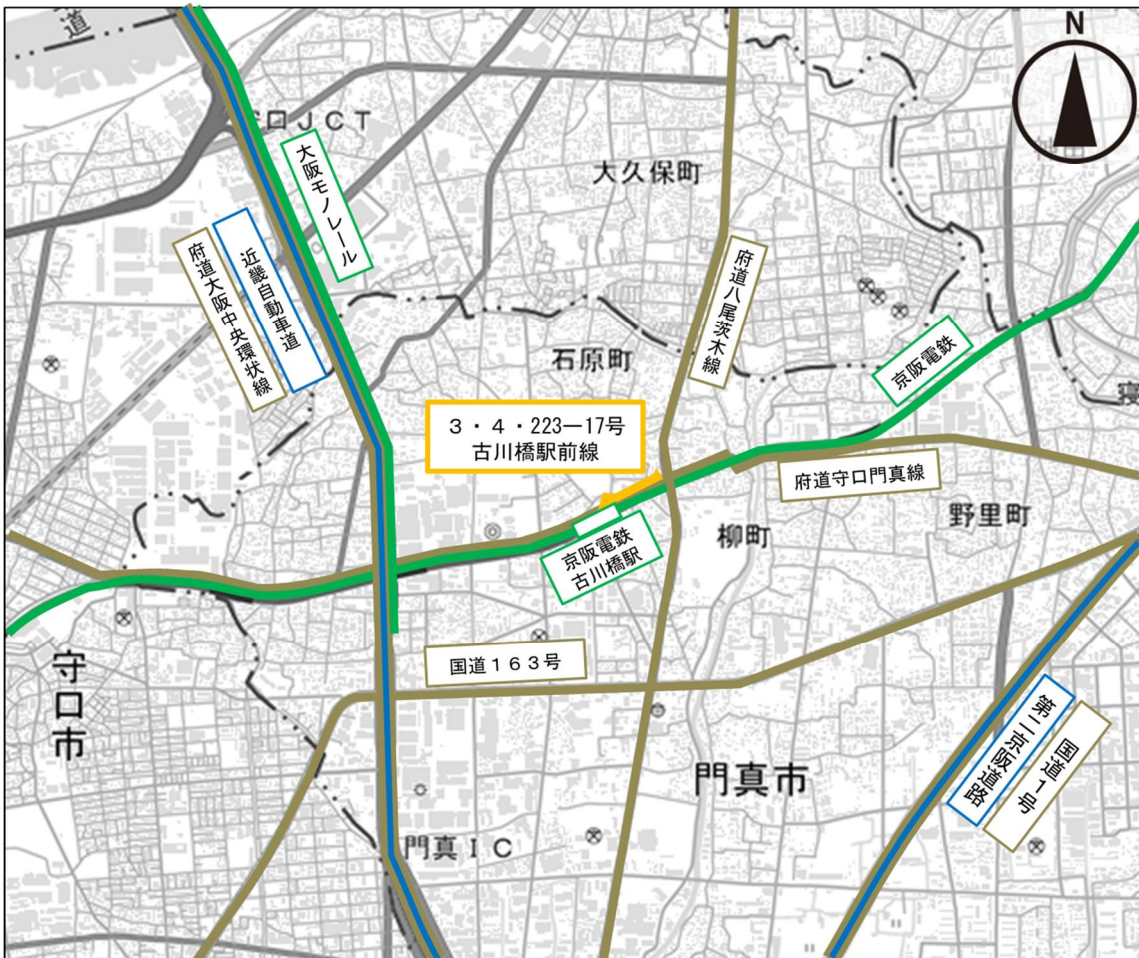 道
N
口ＪＣＴ
大阪モノレール
大久保町
近畿自動車道
府道大阪中央環状線
府道八尾茨木線
石原町
京阪電鉄
寝
３・４・223―17号
古川橋駅前線
府道守口門真線
野里町
柳町
京阪電鉄
古川橋駅
守口市
国道１６３号
門真市
第二京阪道路
国道１号
門真ＩＣ